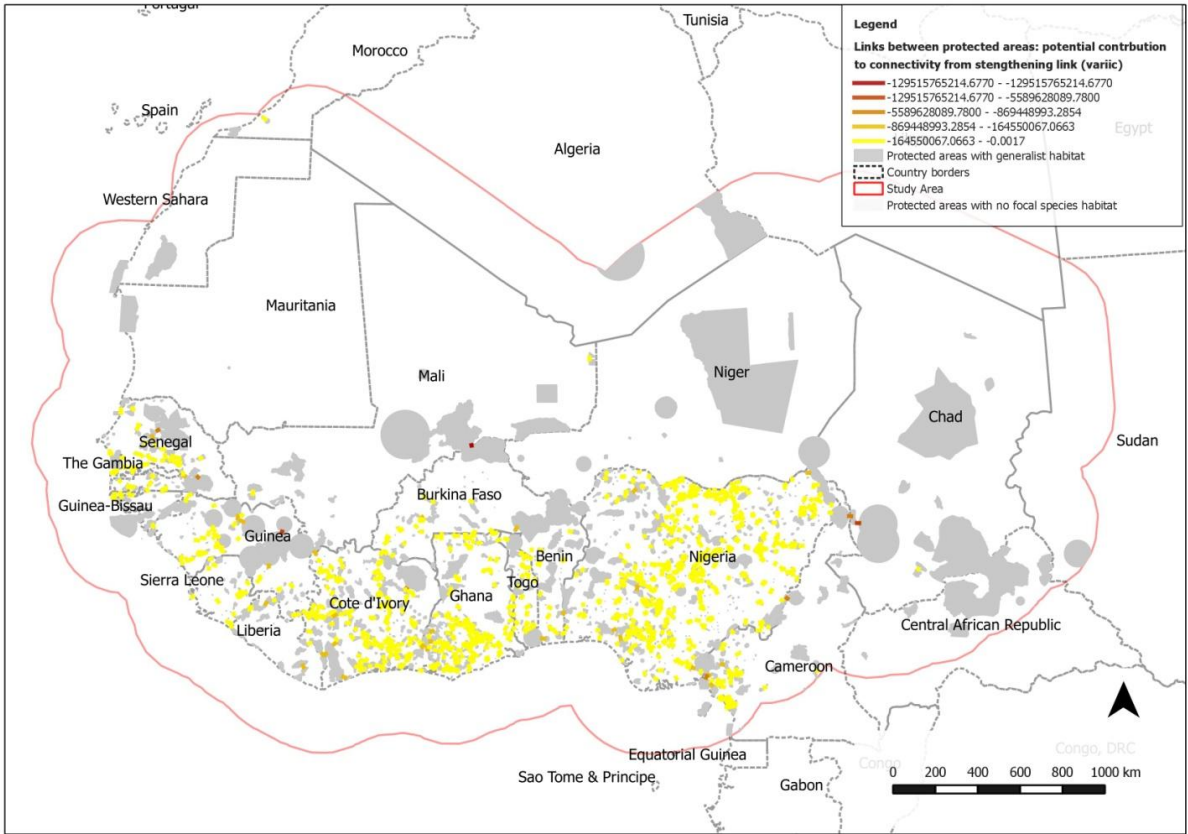 Portugal
Tunisia
Morocco
Spain
Algeria
Western Sahara
Legend
Links between protected areas: potential contrbution
to connectivity from stengthening link (variic)
-129515765214.6770 - -129515765214.6770
-129515765214.6770 - -5589628089.7800
-5589628089.7800 - -869448993.2854
-869448993.2854 - -164550067.0663
-164550067.0663 - -0.0017
Protected areas with generalist habitat
Country borders
Study Area
Protected areas with no focal species habitat
Egypt
Mauritania
Mali
Niger
Chad
Sudan
Senegal
The Gambia
Guinea-Bissau
Burkina Faso
Guinea
Benin
Nigeria
Sierra Leone
Togo
Cote d'Ivory
Ghana
Liberia
Central African Republic
Cameroon
Equatorial Guinea
Sao Tome & Principe
Gabon
Congo
Congo, DRC
0 200 400 600 800 1000 km